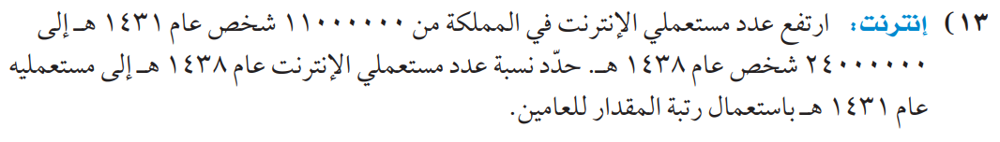 ١٣) إنترنت: ارتفع عدد مستعملي الإنترنت في المملكة من ١١٠٠٠٠٠٠ شخص عام ١٤٣١ هـ إلى
٢٤٠٠٠٠٠٠ شخص عام ١٤٣٨ هـ. حدّد نسبة عدد مستعملي الإنترنت عام ١٤٣٨ هـ إلى مستعمليه
عام ١٤٣١ هـ باستعمال رتبة المقدار للعامين.